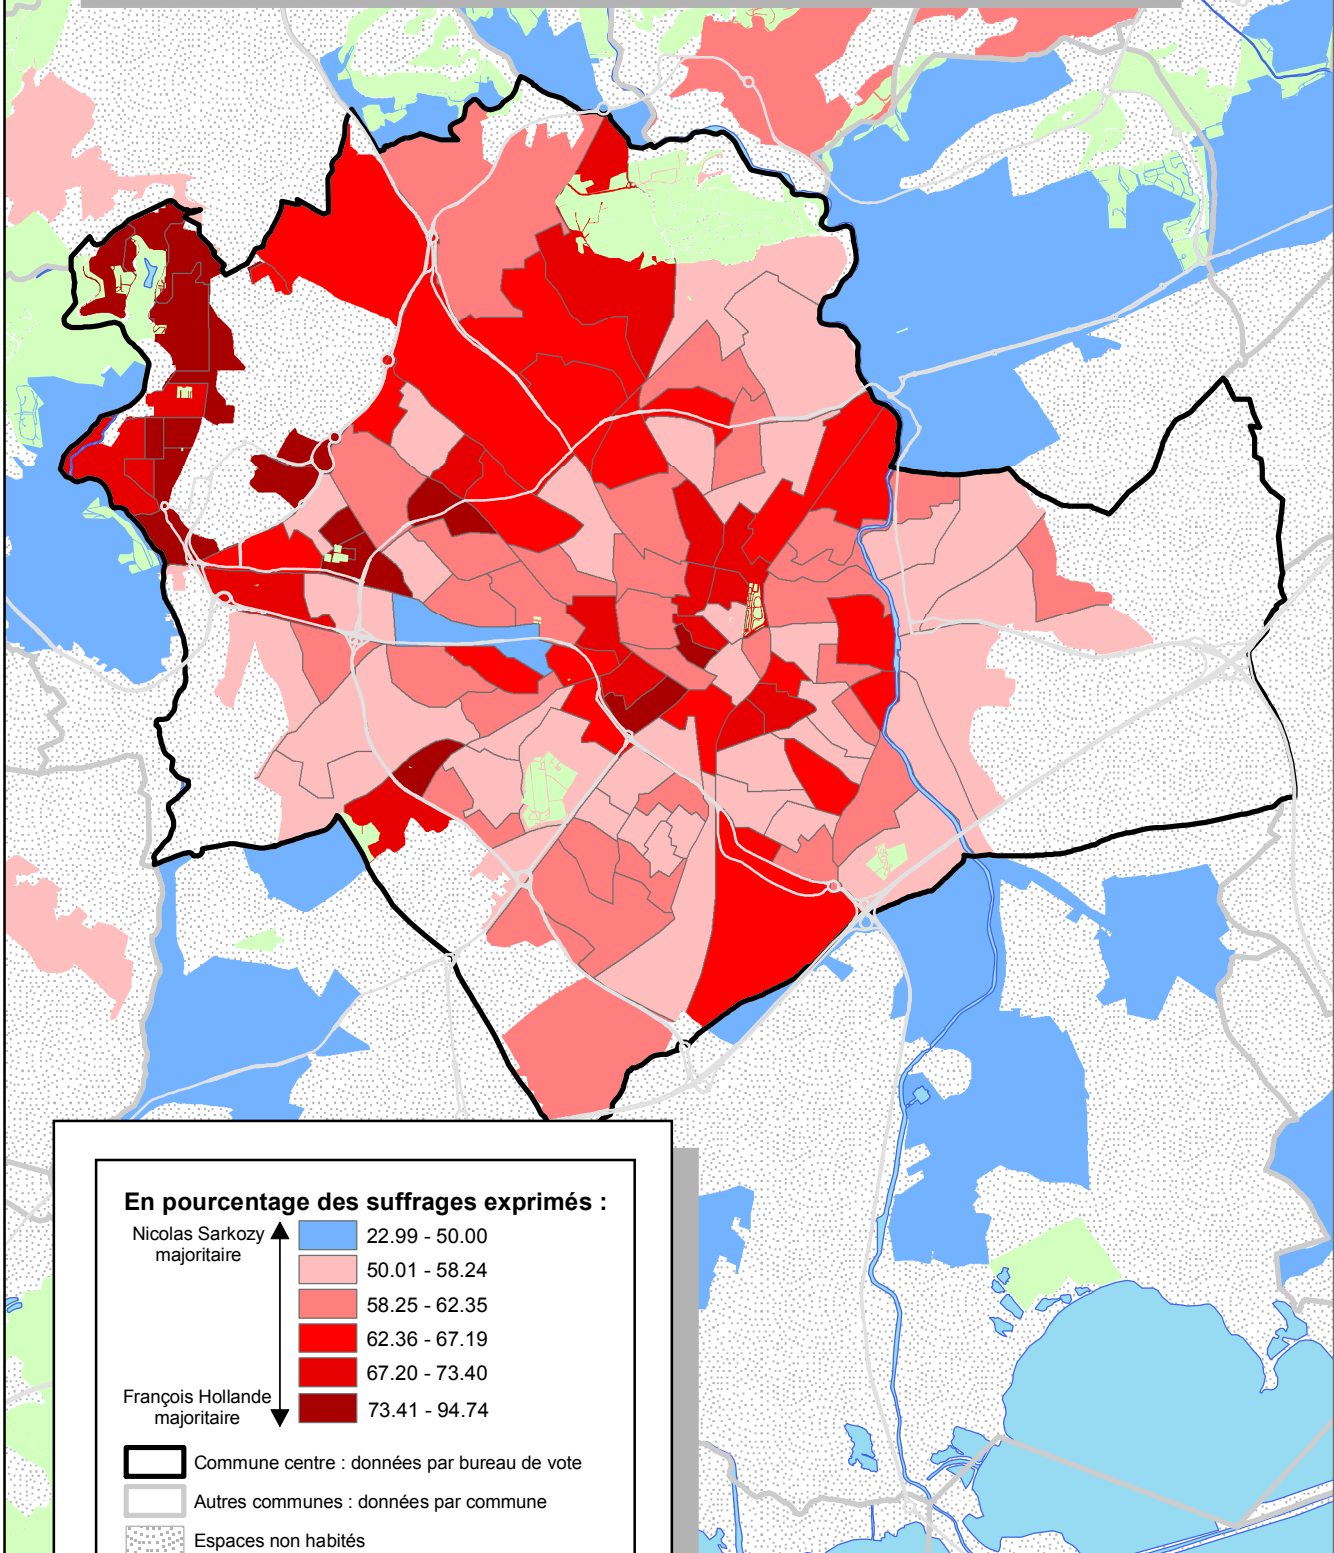 En pourcentage des suffrages exprimés :
Nicolas Sarkozy
majoritaire
22.99 - 50.00
50.01 - 58.24
58.25 - 62.35
62.36 - 67.19
67.20 - 73.40
73.41 - 94.74
François Hollande
majoritaire
Commune centre : données par bureau de vote
Autres communes : données par commune
Espaces non habités